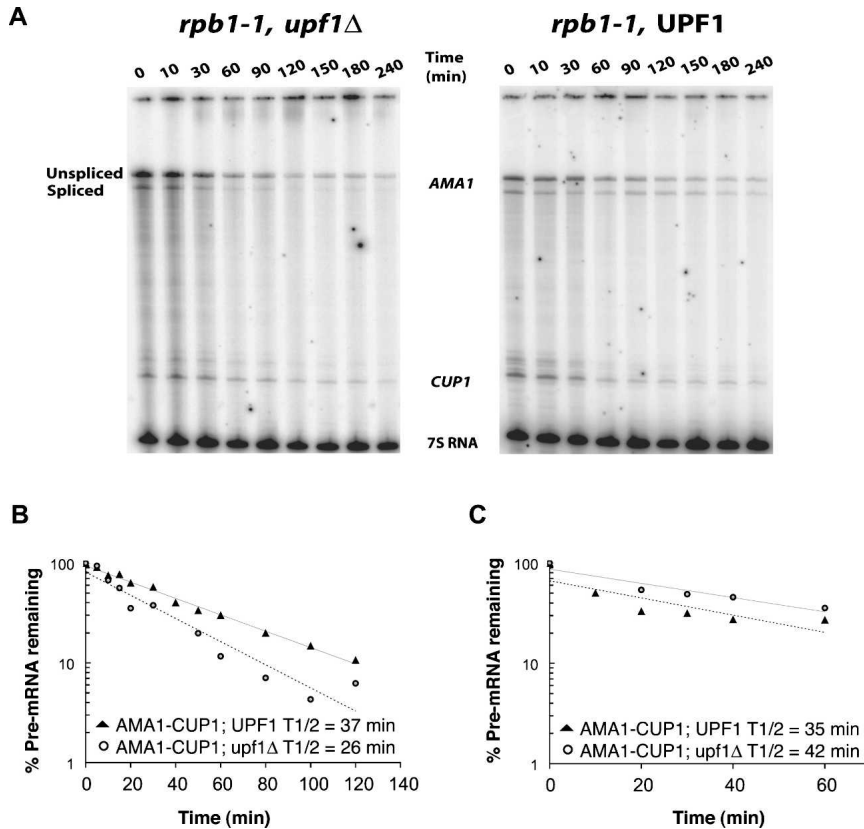 A
rpb1-1, upf1Δ
rpb1-1, UPF1
0 10 30 60 90 120 150 180 240
Time
(min)
0 10 30 60 90 120 150 180 240
Unspliced
Spliced
AMA1
CUP1
7S RNA
B
% Pre-mRNA remaining
100
10
1
▲ AMA1-CUP1; UPF1 T1/2 = 37 min
○ AMA1-CUP1; upf1Δ T1/2 = 26 min
0 20 40 60 80 100 120 140
Time (min)
C
% Pre-mRNA remaining
100
10
1
▲ AMA1-CUP1; UPF1 T1/2 = 35 min
○ AMA1-CUP1; upf1Δ T1/2 = 42 min
0 20 40 60
Time (min)